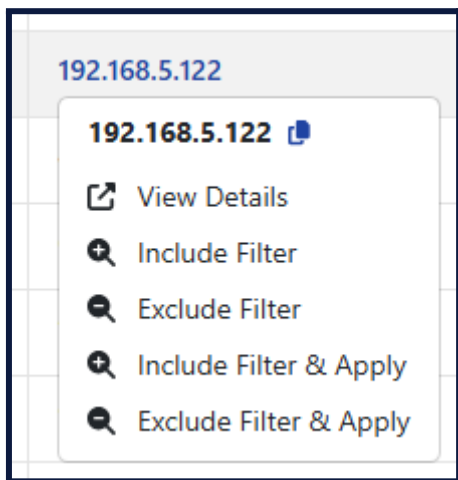 192.168.5.122
192.168.5.122
View Details
Include Filter
Exclude Filter
Include Filter & Apply
Exclude Filter & Apply